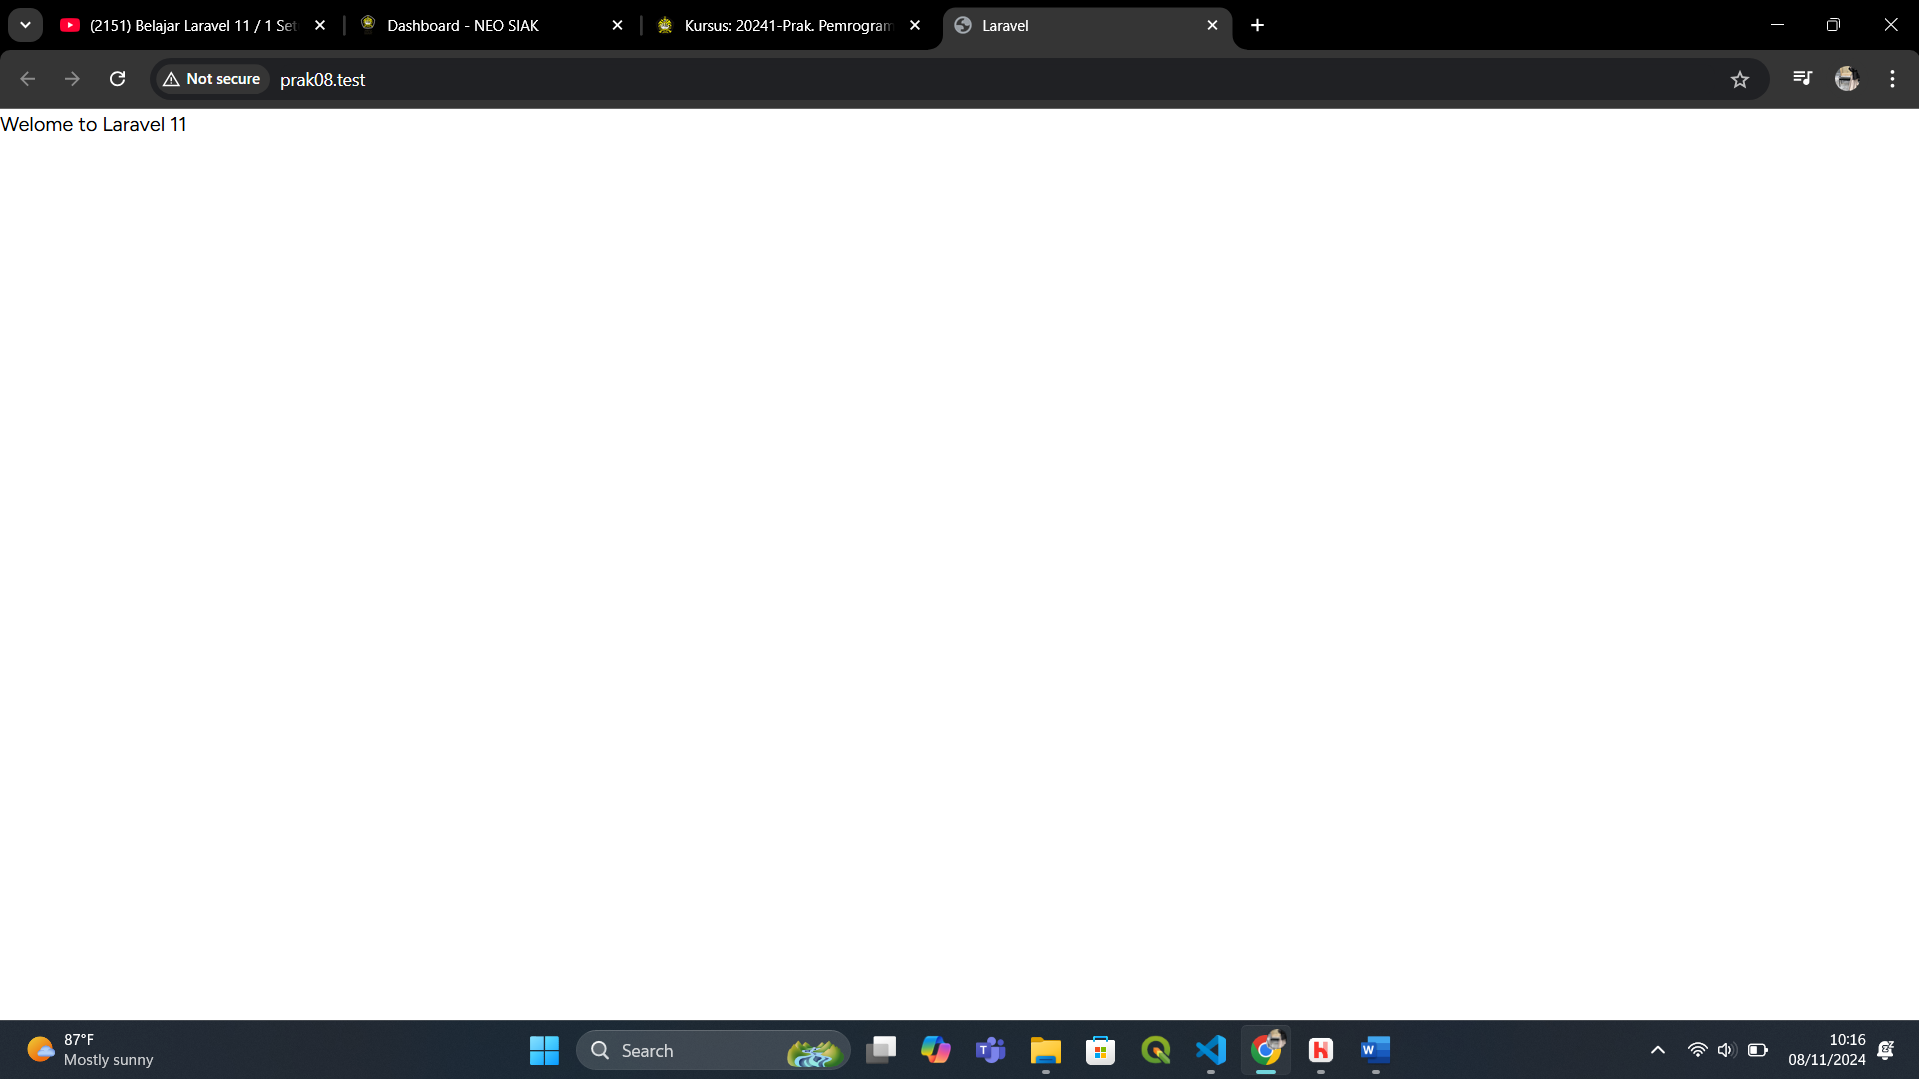 (2151) Belajar Laravel 11 / 1 Set
Dashboard - NEO SIAK
Kursus: 20241-Prak. Pemrogram
Laravel
Not secure
prak08.test
Welome to Laravel 11
87°F
Mostly sunny
Search
10:16
08/11/2024